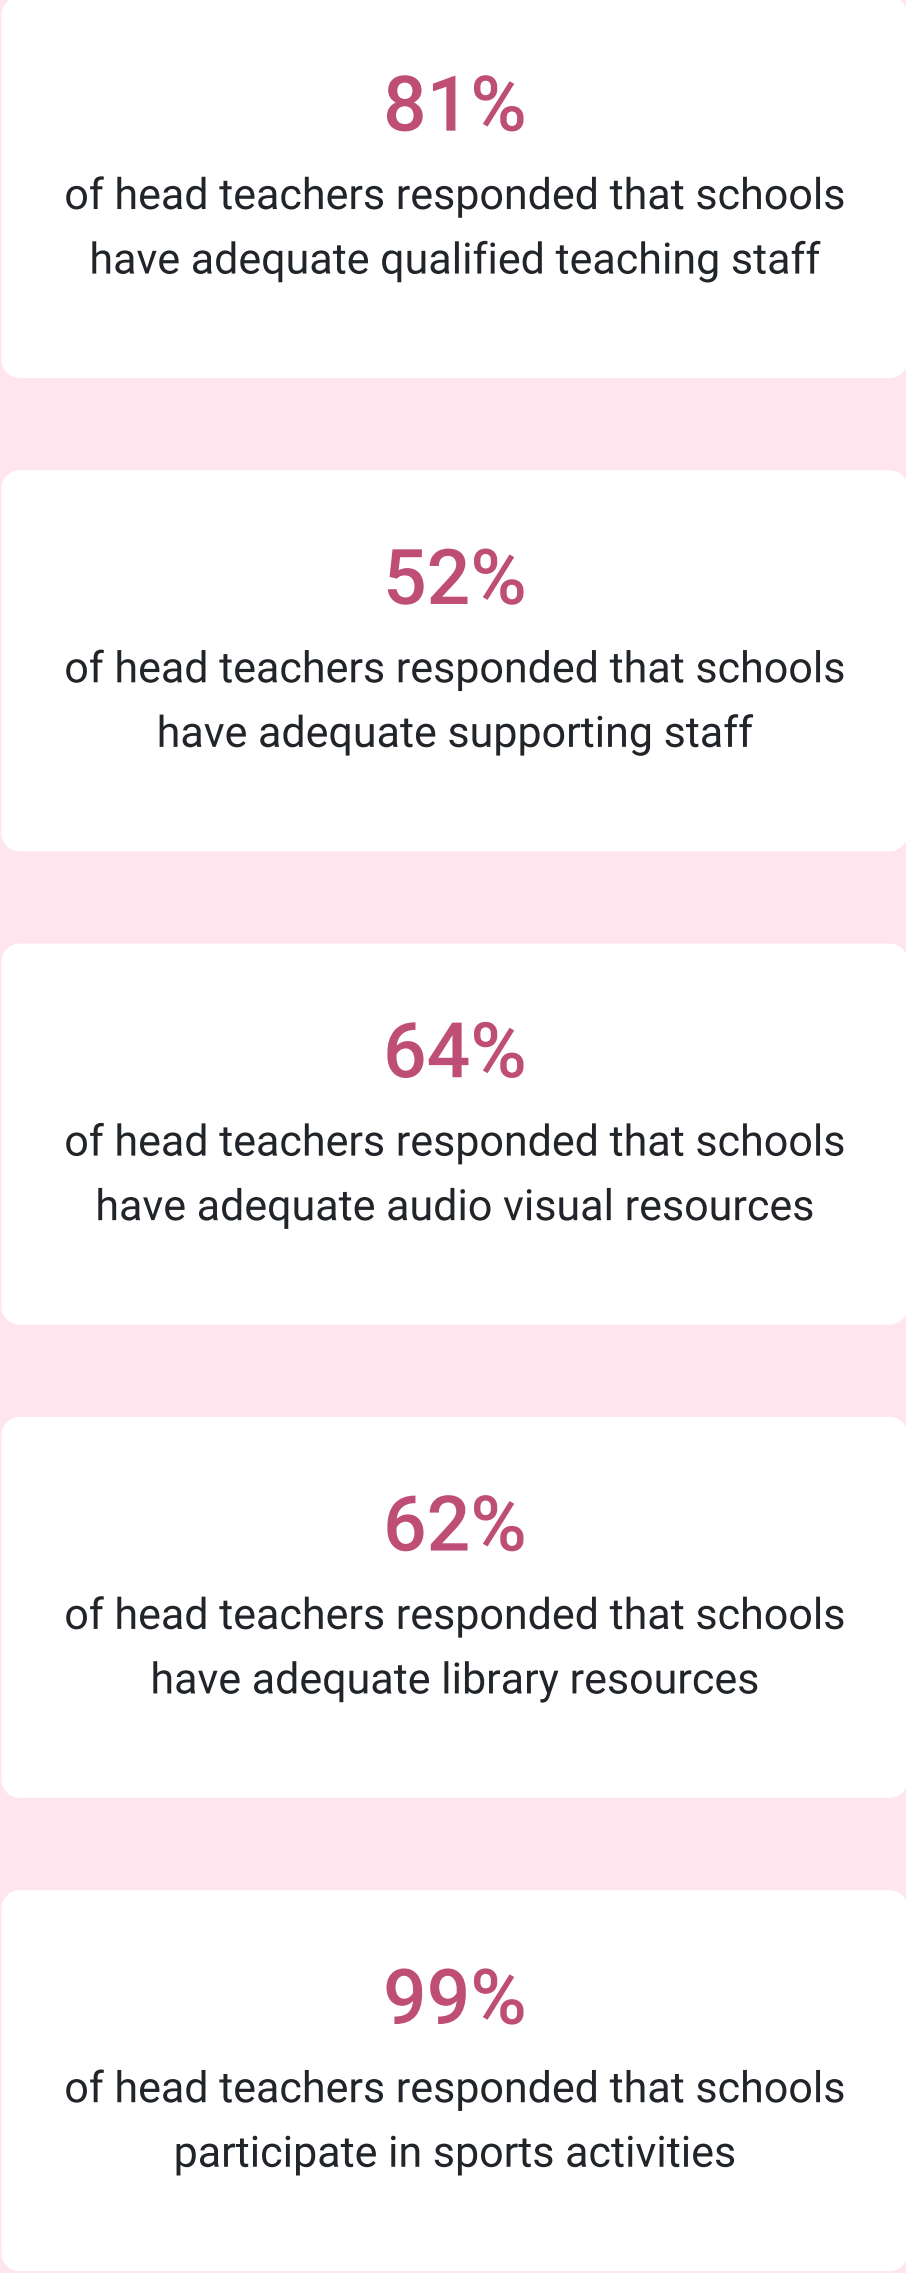 81%
of head teachers responded that schools
have adequate qualified teaching staff
52%
of head teachers responded that schools
have adequate supporting staff
64%
of head teachers responded that schools
have adequate audio visual resources
62%
of head teachers responded that schools
have adequate library resources
99%
of head teachers responded that schools
participate in sports activities